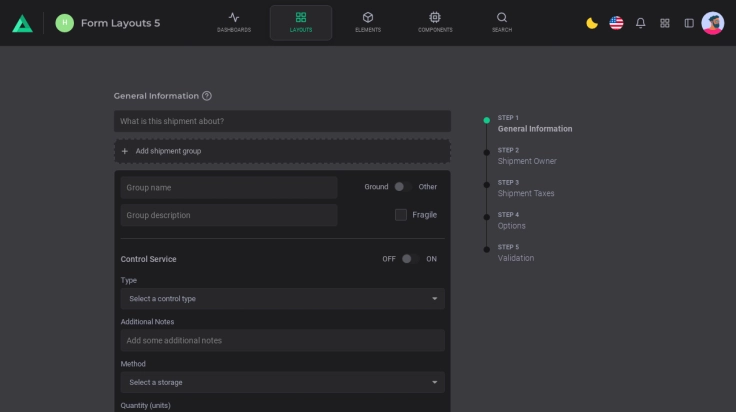 H
Form Layouts 5
DASHBOARDS
LAYOUTS
ELEMENTS
COMPONENTS
SEARCH
General Information
What is this shipment about?
+ Add shipment group
Group name
Ground Other
Group description
Fragile
Control Service
OFF ON
Type
Select a control type
Additional Notes
Add some additional notes
Method
Select a storage
Quantity (units)
STEP 1
General Information
STEP 2
Shipment Owner
STEP 3
Shipment Taxes
STEP 4
Options
STEP 5
Validation